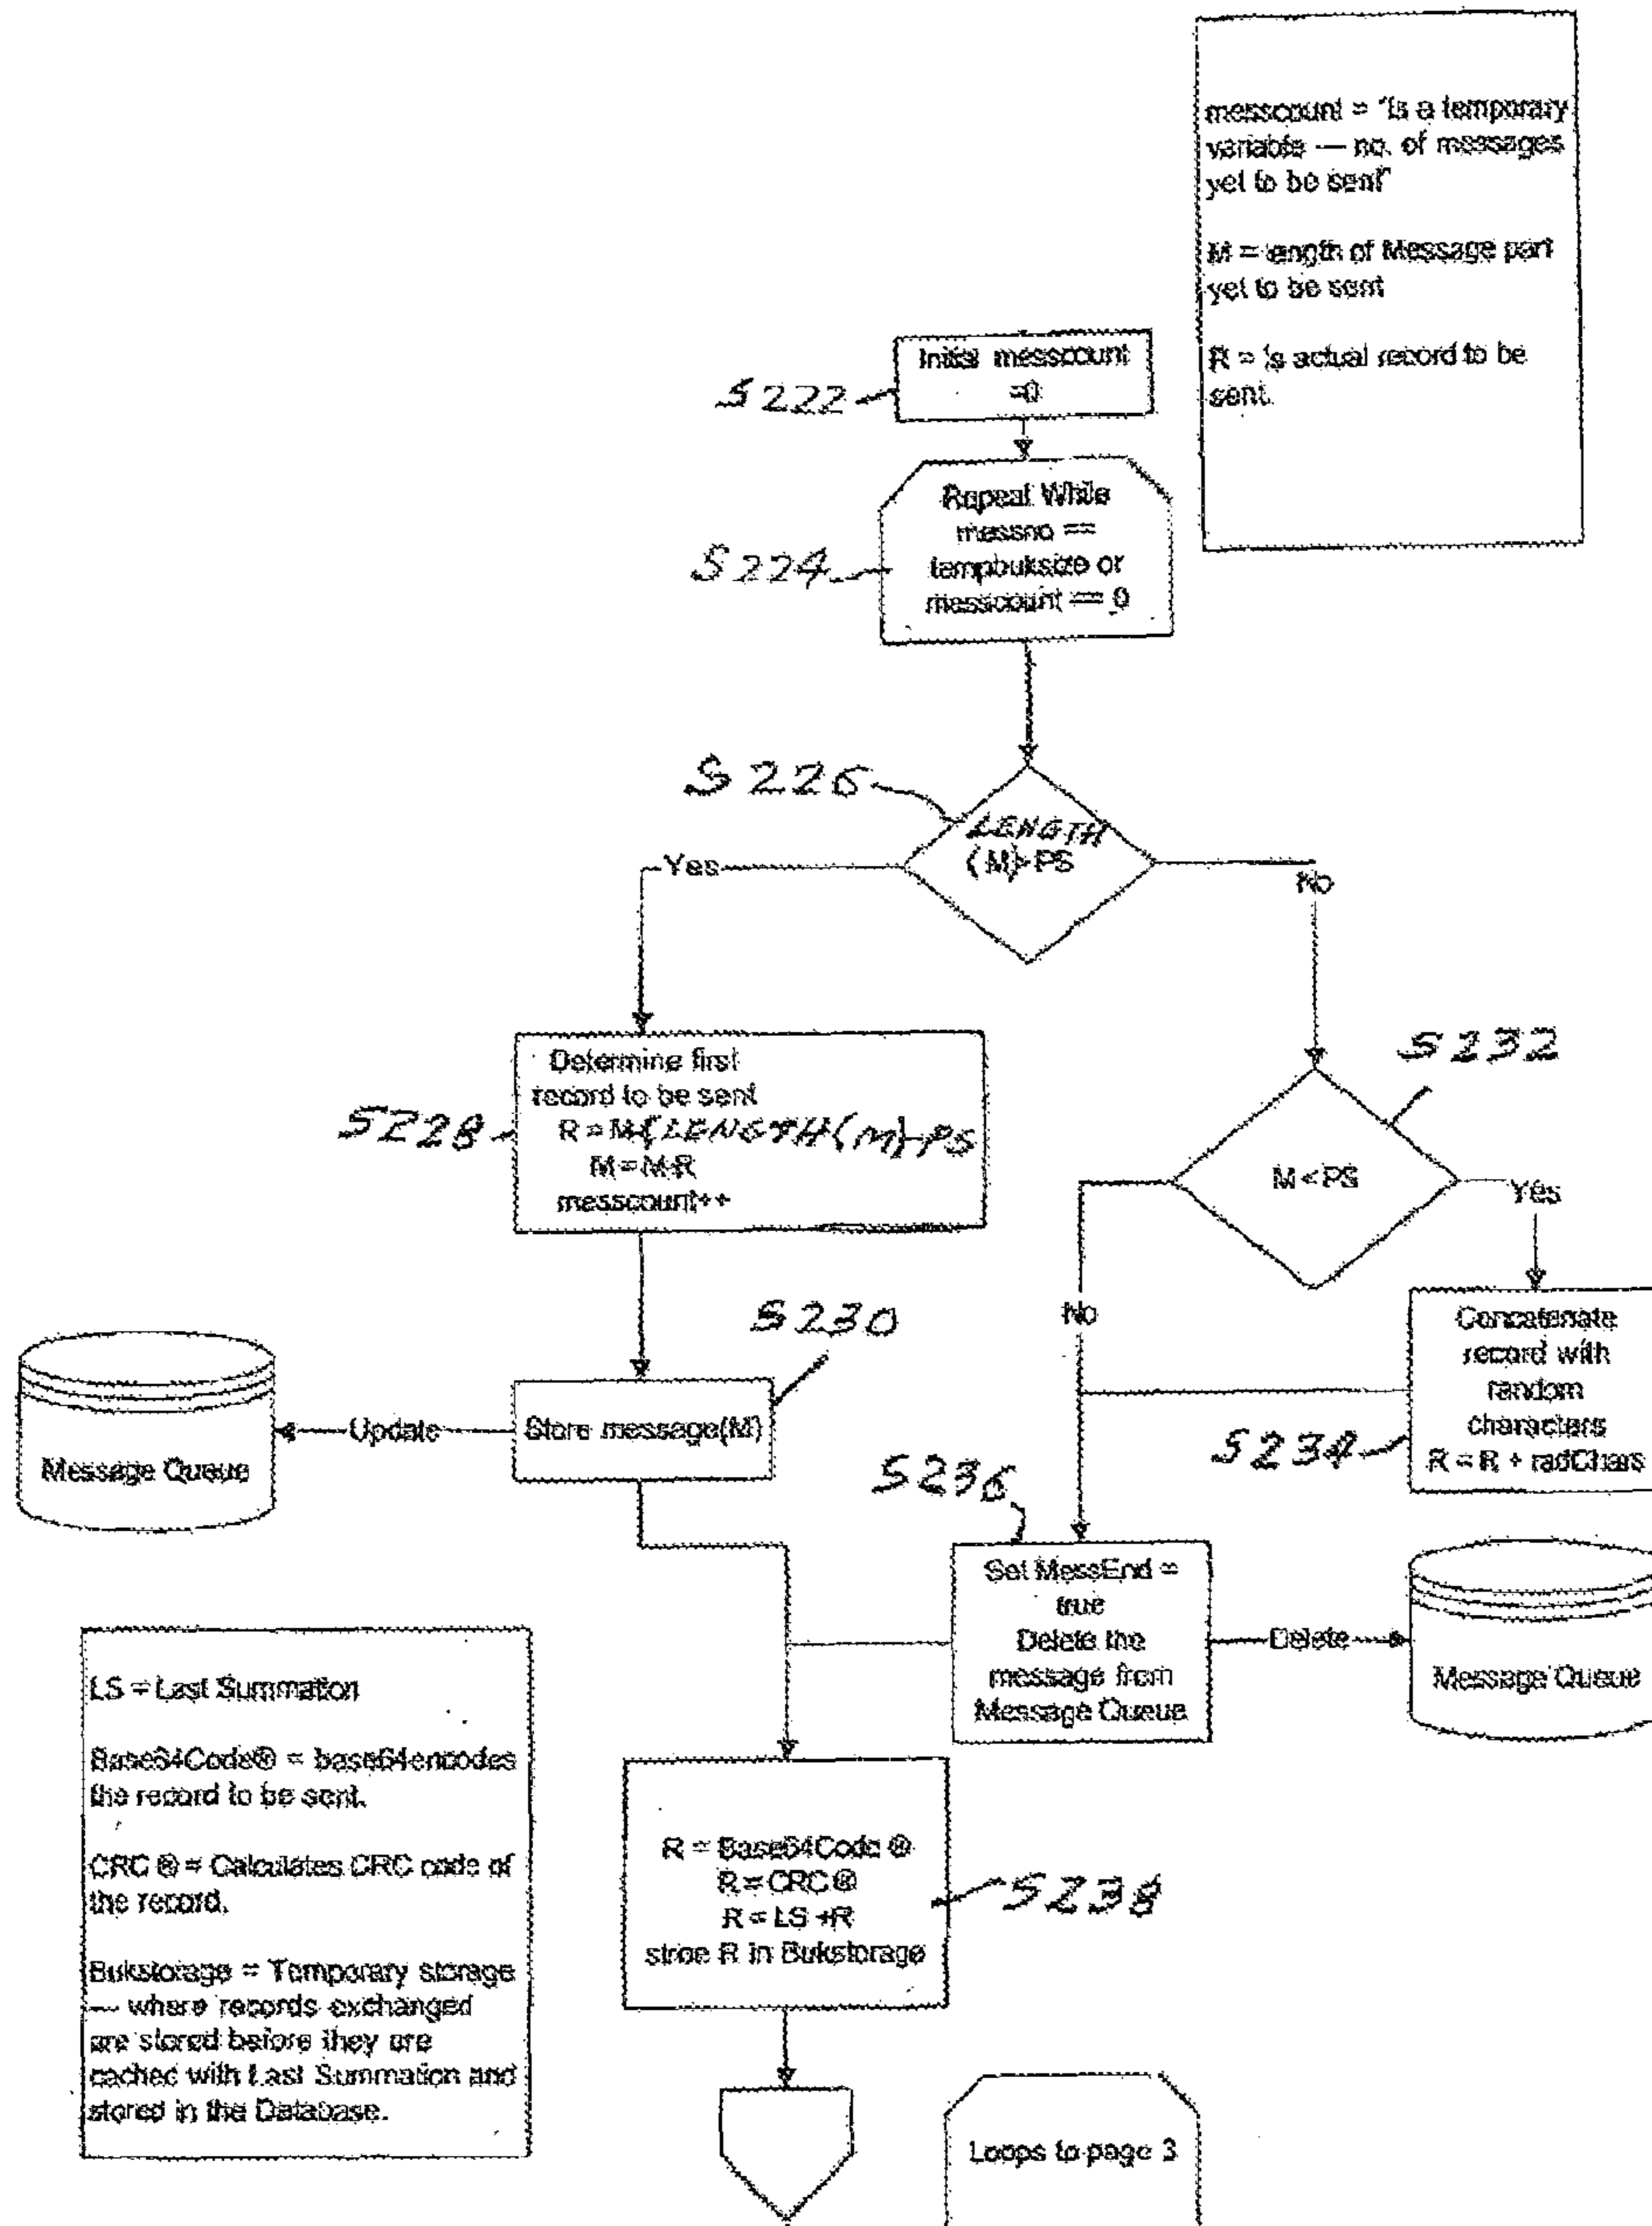 messcount = "is a temporary
variable — no. of messages
yet to be sent"
M = length of Message part
yet to be sent
R = is actual record to be
sent.
Initial messcount
=0
S222
Repeat While
messno ==
tempbuksize or
messcount == 0
S224
S226
LENGTH
(M)>PS
Yes
No
Determine first
record to be sent
R = M-(LENGTH(M)-PS
M = M-R
messcount++
S228
S232
M < PS
Yes
No
S230
Store message(M)
Update
Message Queue
Concatenate
record with
random
characters
R = R + radChars
S234
S236
Set MessEnd =
true
Delete the
message from
Message Queue
Delete
Message Queue
LS = Last Summation
Base64Code® = base64encodes
the record to be sent.
CRC ® = Calculates CRC code of
the record.
Bukstorage = Temporary storage
— where records exchanged
are stored before they are
cached with Last Summation and
stored in the Database.
R = Base64Code ®
R = CRC ®
R = LS +R
stroe R in Bukstorage
S238
Loops to page 3